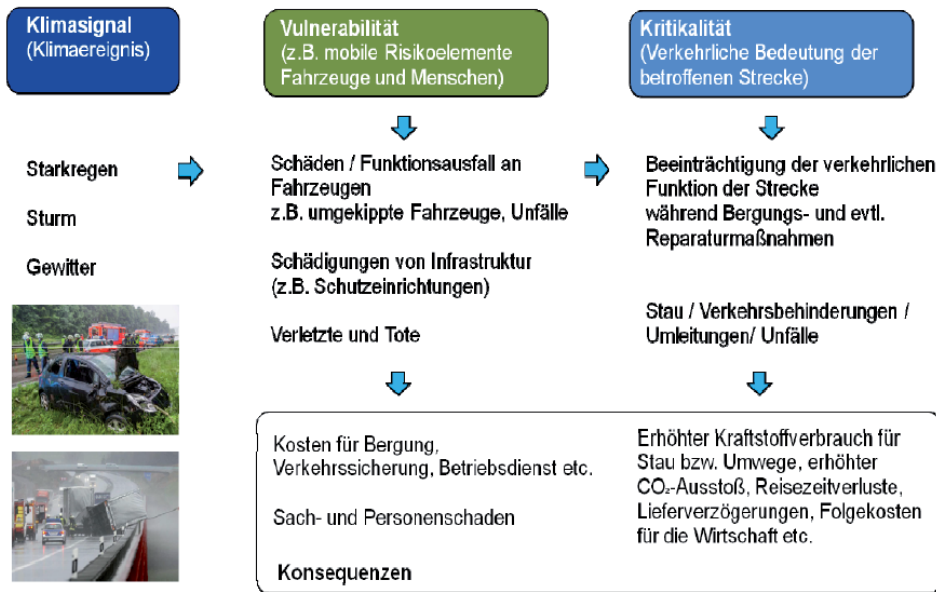 Klimasignal
(Klimaereignis)
Vulnerabilität
(z.B. mobile Risikoelemente
Fahrzeuge und Menschen)
Kritikalität
(Verkehrliche Bedeutung der
betroffenen Strecke)
Starkregen
Sturm
Gewitter
Schäden / Funktionsausfall an
Fahrzeugen
z.B. umgekippte Fahrzeuge, Unfälle
Schädigungen von Infrastruktur
(z.B. Schutzeinrichtungen)
Verletzte und Tote
Beeinträchtigung der verkehrlichen
Funktion der Strecke
während Bergungs- und evtl.
Reparaturmaßnahmen
Stau / Verkehrsbehinderungen /
Umleitungen/ Unfälle
Kosten für Bergung,
Verkehrssicherung, Betriebsdienst etc.
Sach- und Personenschaden
Konsequenzen
Erhöhter Kraftstoffverbrauch für
Stau bzw. Umwege, erhöhter
CO₂-Ausstoß, Reisezeitverluste,
Lieferverzögerungen, Folgekosten
für die Wirtschaft etc.